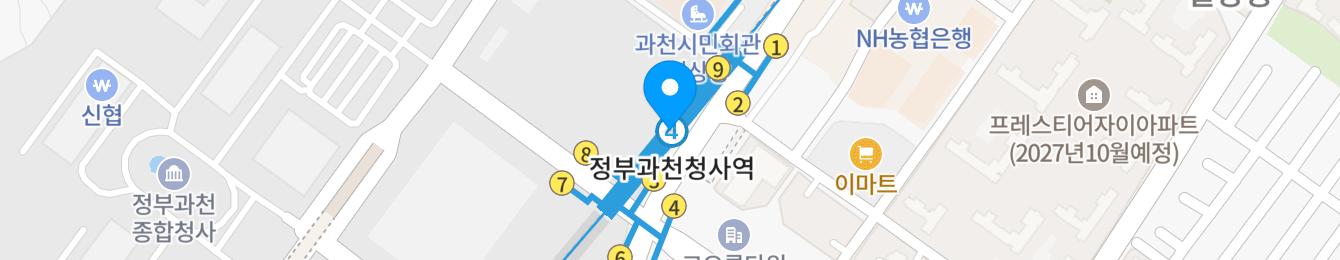 과천시민회관
NH농협은행
1
9
2
신협
4
프레스티어자이아파트
(2027년10월예정)
8
정부과천청사역
이마트
7
정부과천
종합청사
4
6